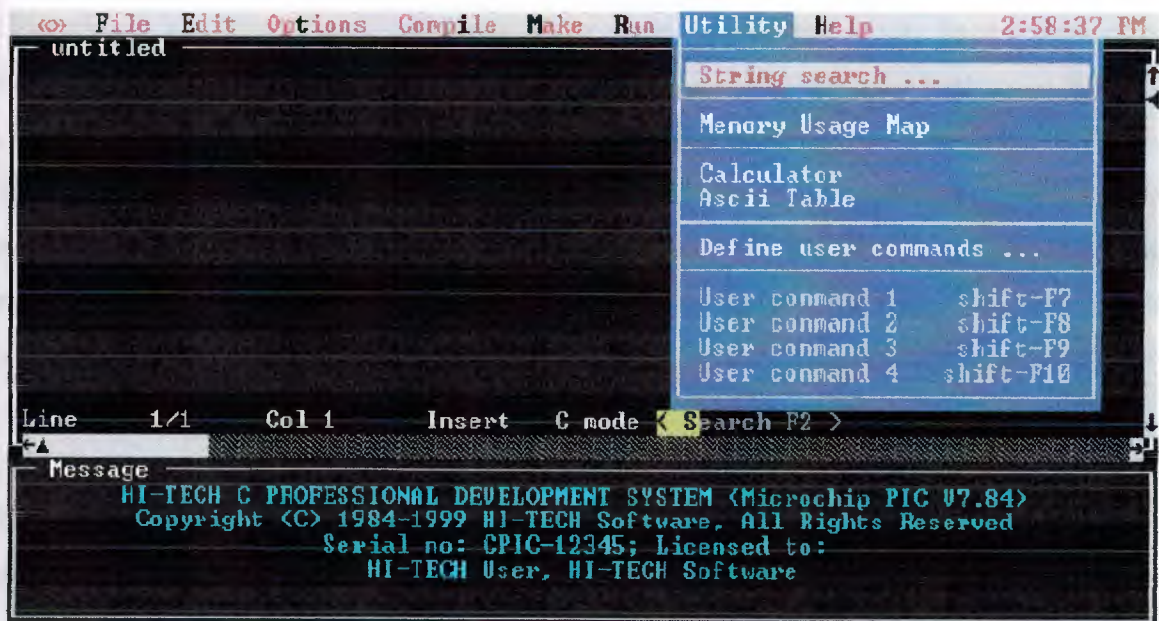 <o> File Edit Options Compile Make Run Utility Help 2:58:37 PM
untitled
String search ...
Memory Usage Map
Calculator
Ascii Table
Define user commands ...
User command 1 shift-F7
User command 2 shift-F8
User command 3 shift-F9
User command 4 shift-F10
Line 1/1 Col 1 Insert C mode < Search F2 >
Message
HI-TECH C PROFESSIONAL DEVELOPMENT SYSTEM (Microchip PIC V7.84)
Copyright (C) 1984-1999 HI-TECH Software, All Rights Reserved
Serial no: CPIC-12345; Licensed to:
HI-TECH User, HI-TECH Software